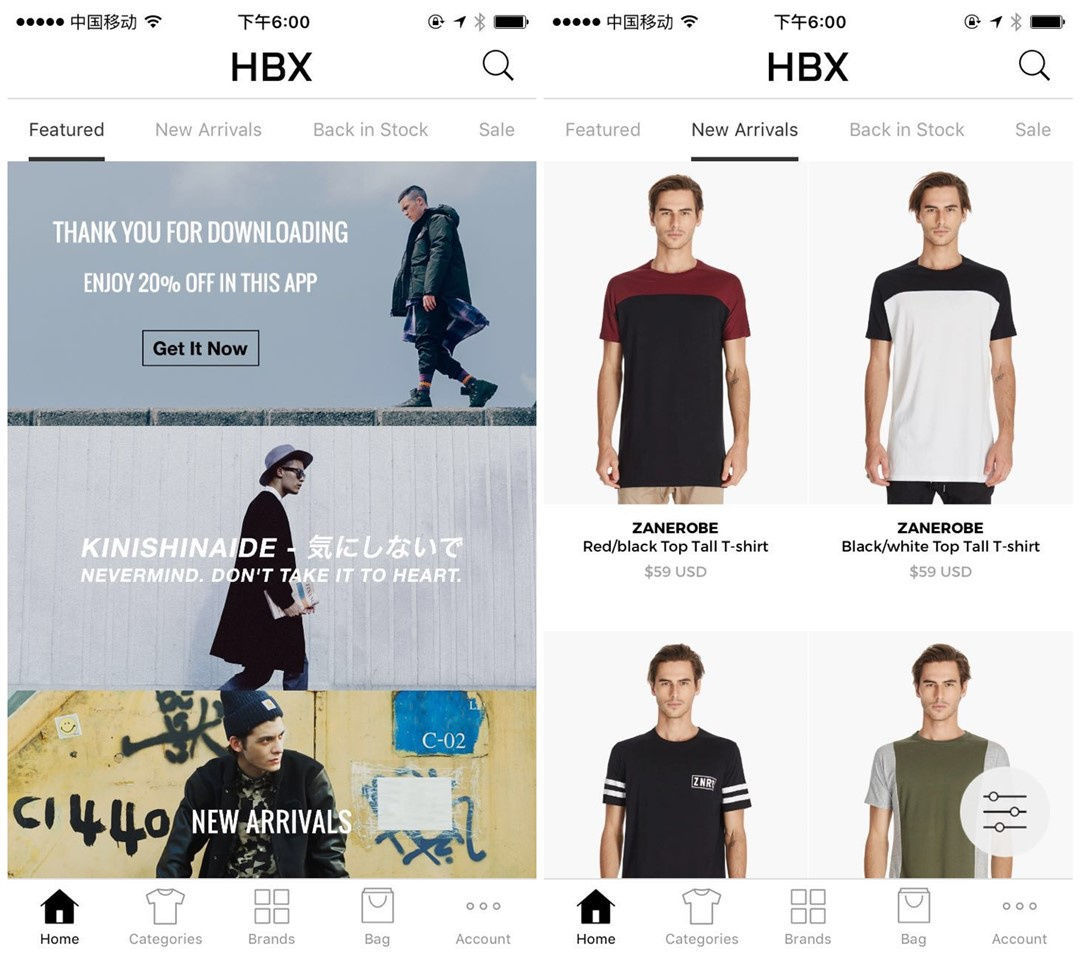 中国移动 下午6:00
HBX
Featured New Arrivals Back in Stock Sale
THANK YOU FOR DOWNLOADING
ENJOY 20% OFF IN THIS APP
Get It Now
KINISHINAIDE - 気にしないで
NEVERMIND. DON'T TAKE IT TO HEART.
C-02
C1440
NEW ARRIVALS
Home Categories Brands Bag Account
中国移动 下午6:00
HBX
Featured New Arrivals Back in Stock Sale
ZANEROBE
Red/black Top Tall T-shirt
$59 USD
ZANEROBE
Black/white Top Tall T-shirt
$59 USD
Home Categories Brands Bag Account